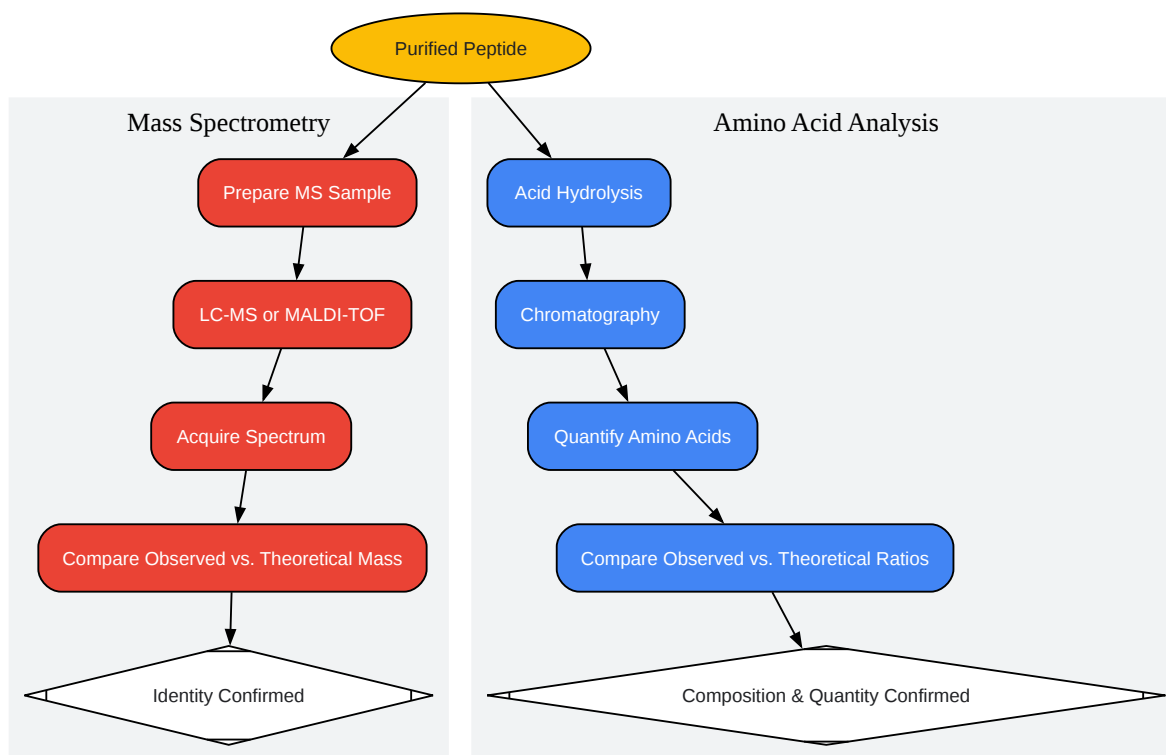 Purified Peptide
Mass Spectrometry
Prepare MS Sample
LC-MS or MALDI-TOF
Acquire Spectrum
Compare Observed vs. Theoretical Mass
Identity Confirmed
Amino Acid Analysis
Acid Hydrolysis
Chromatography
Quantify Amino Acids
Compare Observed vs. Theoretical Ratios
Composition & Quantity Confirmed